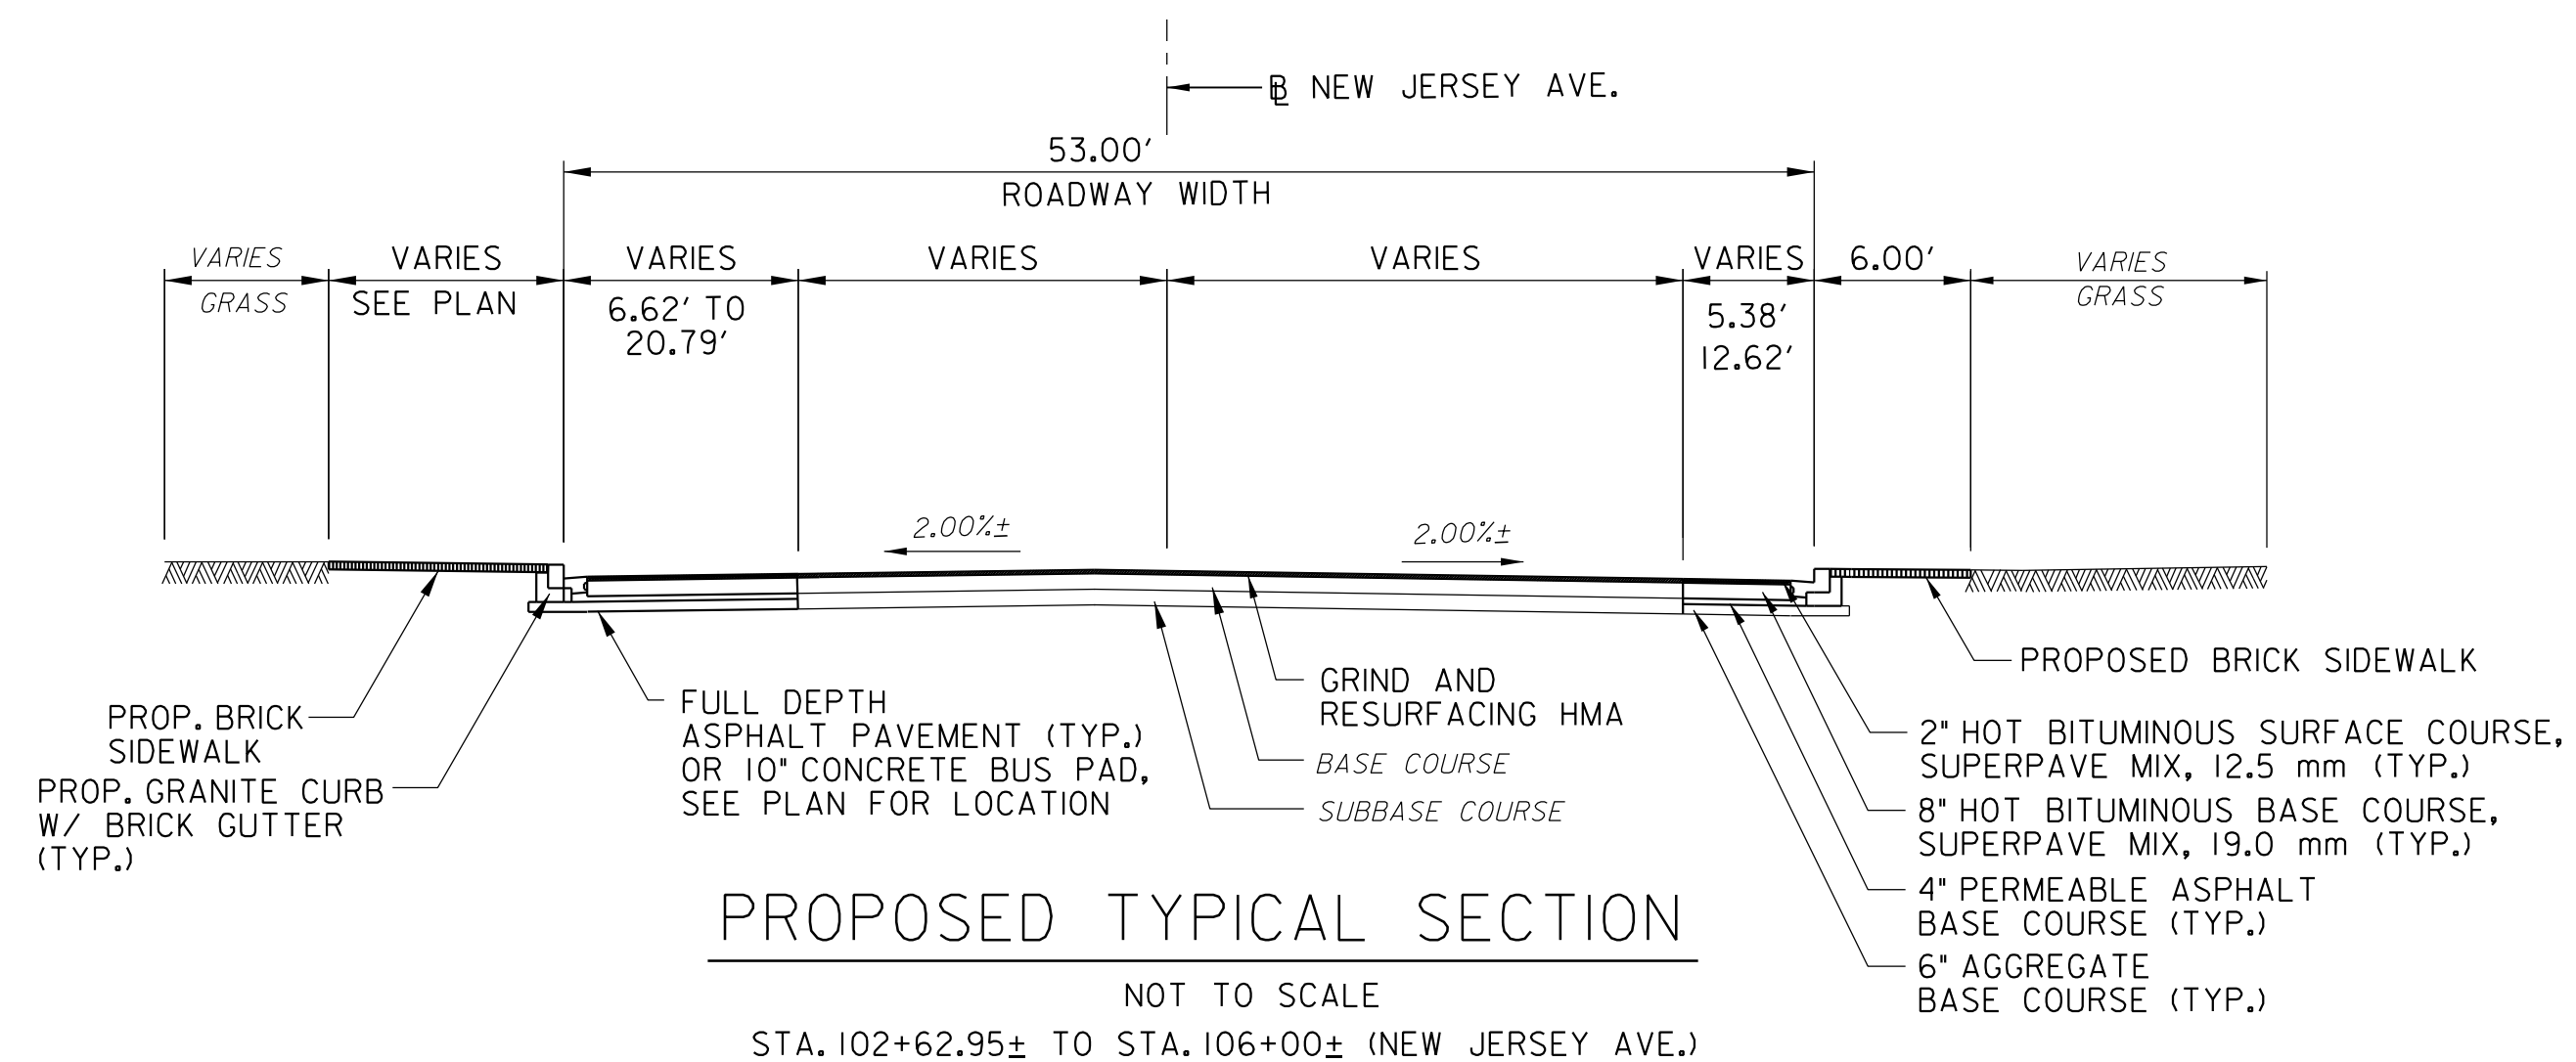 ℄ NEW JERSEY AVE.
53.00'
ROADWAY WIDTH
VARIES
GRASS
VARIES
SEE PLAN
VARIES
6.62' TO
20.79'
VARIES
VARIES
VARIES
5.38'
12.62'
6.00'
VARIES
GRASS
2.00%±
2.00%±
PROP. BRICK
SIDEWALK
PROP. GRANITE CURB
W/ BRICK GUTTER
(TYP.)
FULL DEPTH
ASPHALT PAVEMENT (TYP.)
OR 10" CONCRETE BUS PAD,
SEE PLAN FOR LOCATION
GRIND AND
RESURFACING HMA
BASE COURSE
SUBBASE COURSE
PROPOSED BRICK SIDEWALK
2" HOT BITUMINOUS SURFACE COURSE,
SUPERPAVE MIX, 12.5 mm (TYP.)
8" HOT BITUMINOUS BASE COURSE,
SUPERPAVE MIX, 19.0 mm (TYP.)
4" PERMEABLE ASPHALT
BASE COURSE (TYP.)
6" AGGREGATE
BASE COURSE (TYP.)
PROPOSED TYPICAL SECTION
NOT TO SCALE
STA. 102+62.95± TO STA. 106+00± (NEW JERSEY AVE.)